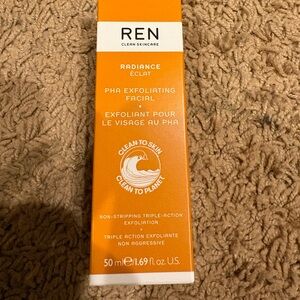 REN
CLEAN SKINCARE
RADIANCE
ÉCLAT
PHA EXFOLIATING
FACIAL
•
EXFOLIANT POUR
LE VISAGE AU PHA
CLEAN TO SKIN
CLEAN TO PLANET
NON-STRIPPING TRIPLE-ACTION
EXFOLIATION
•
TRIPLE ACTION EXFOLIANTE
NON AGGRESSIVE
50 ml ℮ 1.69 fl. oz. U.S.